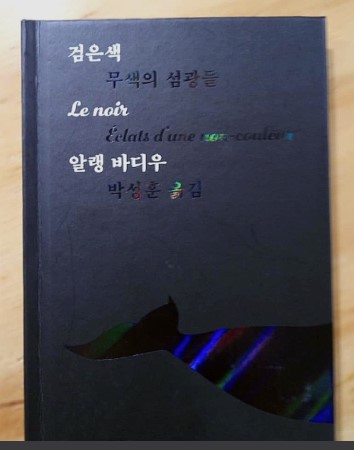 검은색
무색의 섬광들
Le noir
Éclats d'une non-couleur
알랭 바디우
박성훈 옮김